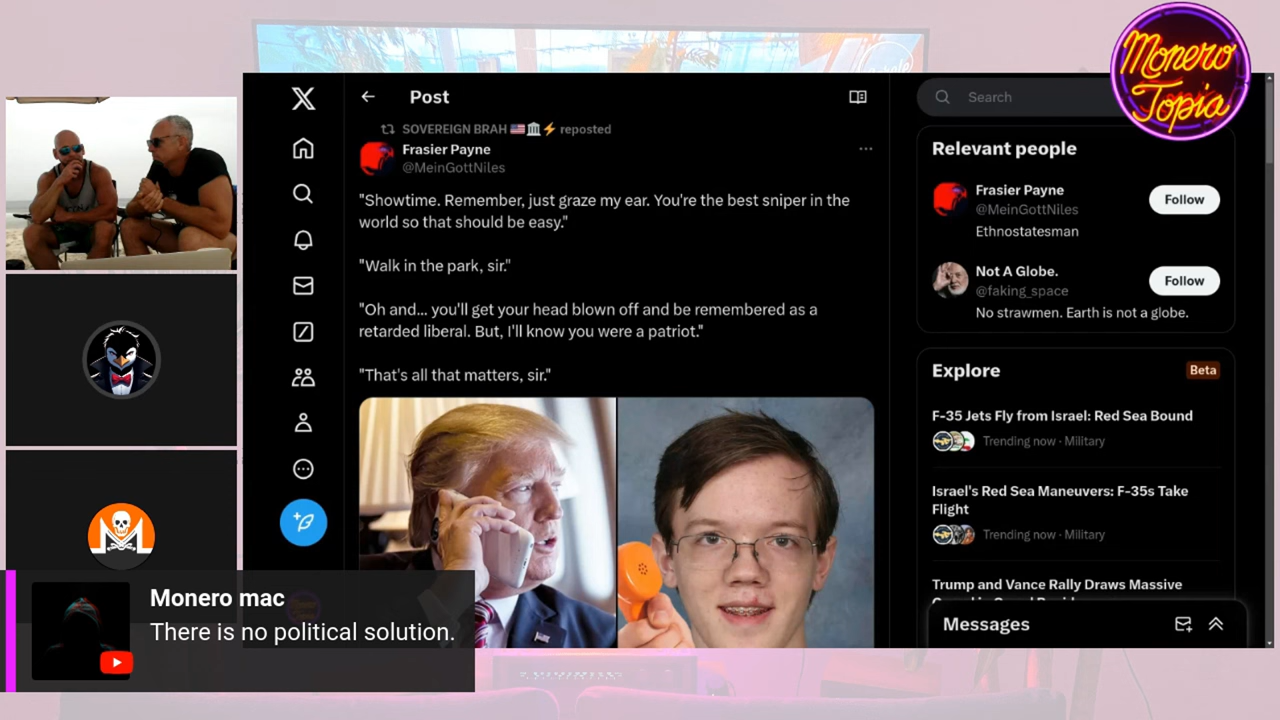 Monero
Topia
Post
SOVEREIGN BRAH 🇺🇸🏛️⚡ reposted
Frasier Payne
@MeinGottNiles
"Showtime. Remember, just graze my ear. You're the best sniper in the
world so that should be easy."
"Walk in the park, sir."
"Oh and... you'll get your head blown off and be remembered as a
retarded liberal. But, I'll know you were a patriot."
"That's all that matters, sir."
Search
Relevant people
Frasier Payne
@MeinGottNiles
Follow
Ethnostatesman
Not A Globe.
@faking_space
Follow
No strawmen. Earth is not a globe.
Explore
Beta
F-35 Jets Fly from Israel: Red Sea Bound
Trending now · Military
Israel's Red Sea Maneuvers: F-35s Take
Flight
Trending now · Military
Trump and Vance Rally Draws Massive
Messages
Monero mac
There is no political solution.